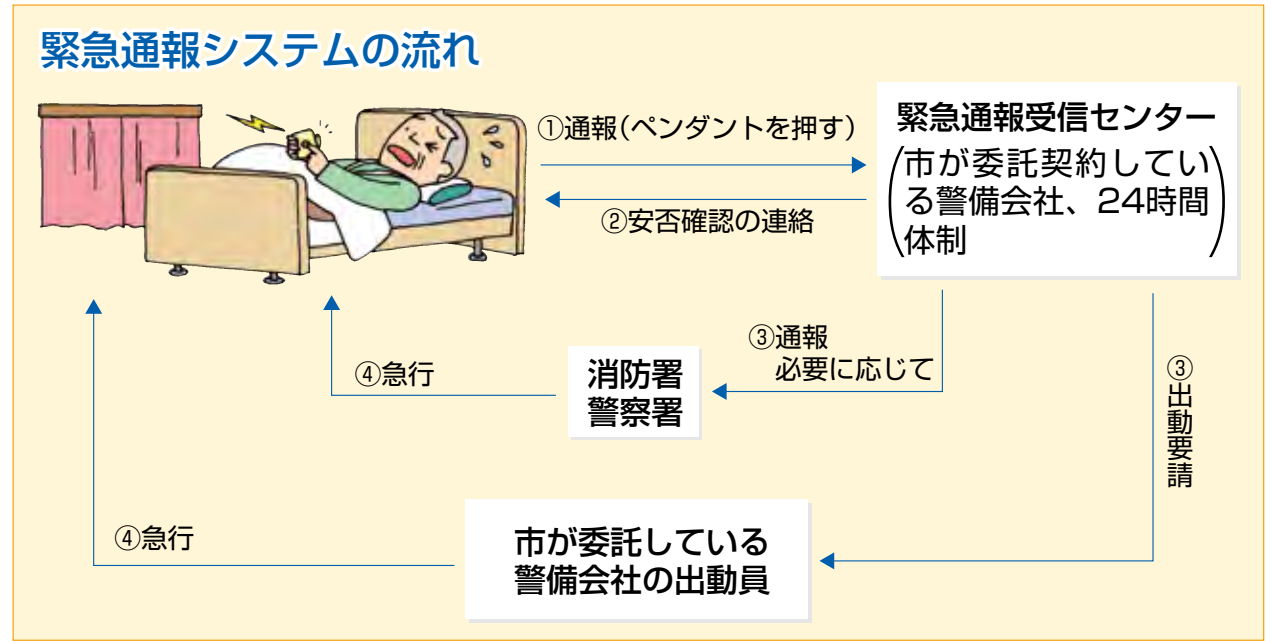 緊急通報システムの流れ
①通報(ペンダントを押す)
②安否確認の連絡
緊急通報受信センター
(市が委託契約してい
る警備会社、24時間
体制)
③通報
必要に応じて
④急行
消防署
警察署
③出動要請
④急行
市が委託している
警備会社の出動員